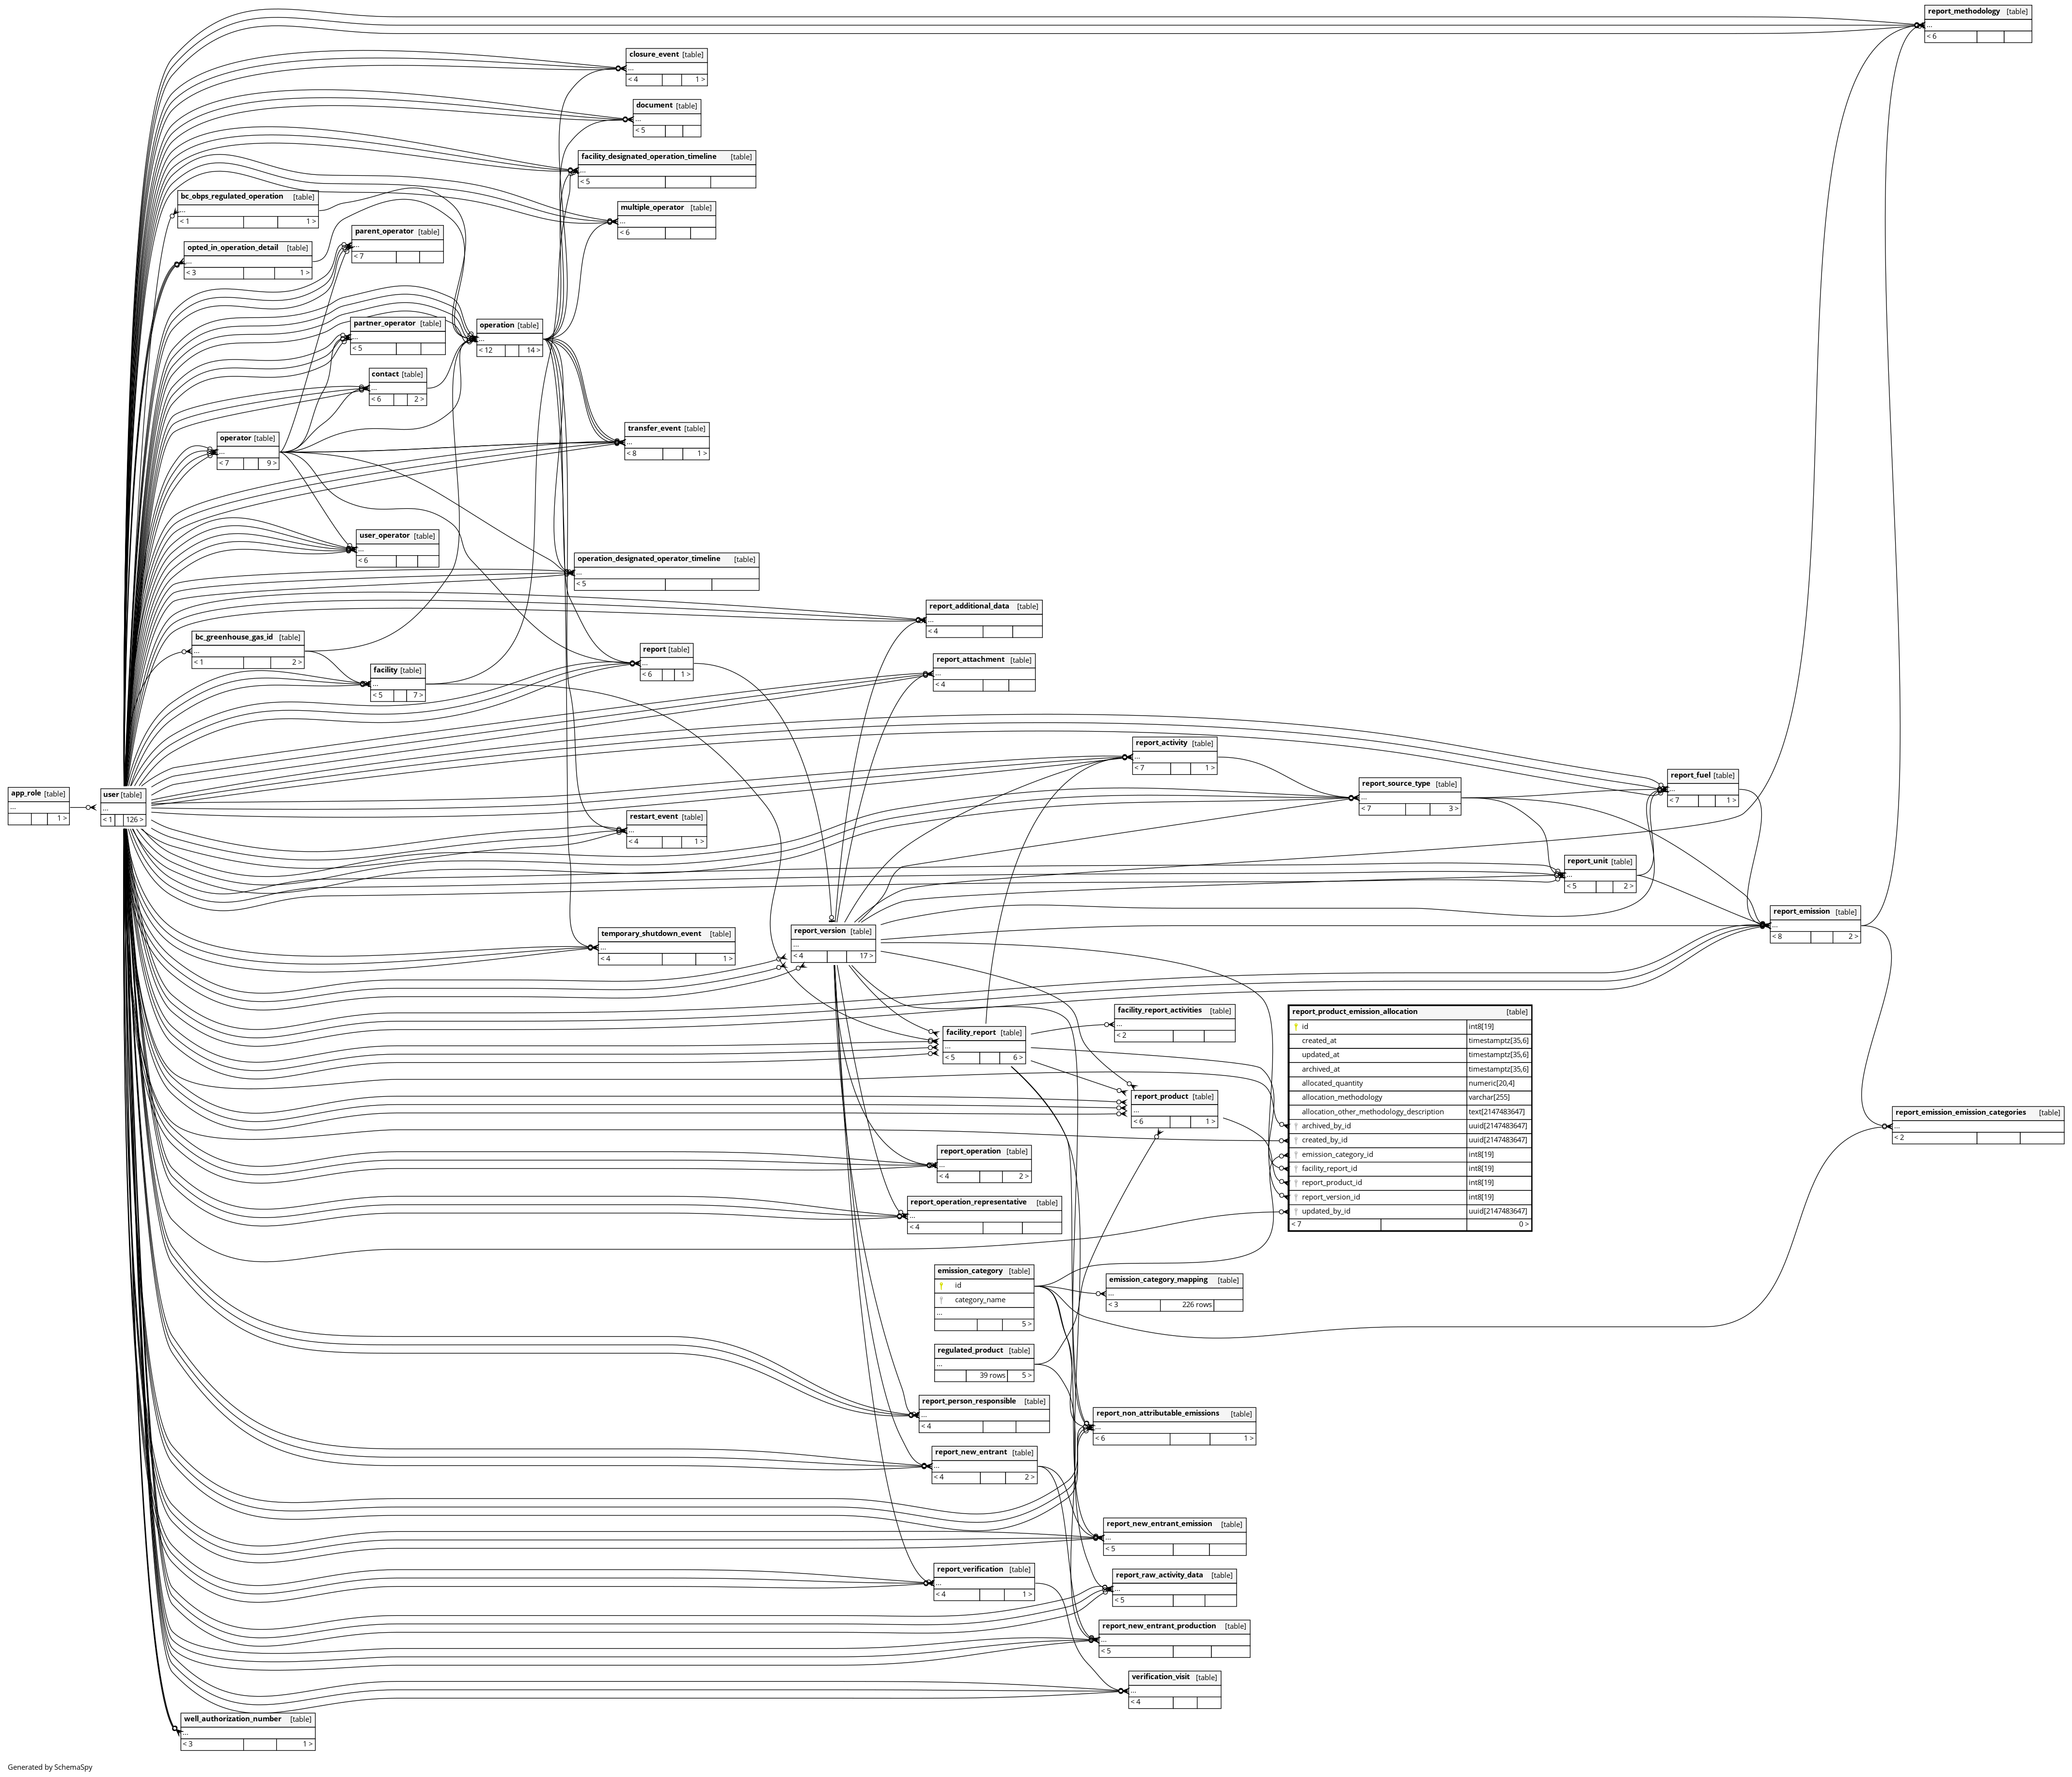 report_methodology [table]
...
< 6
closure_event [table]
...
< 4 1 >
document [table]
...
< 5
facility_designated_operation_timeline [table]
...
< 5
bc_obps_regulated_operation [table]
...
< 1 1 >
multiple_operator [table]
...
< 6
parent_operator [table]
...
< 7
opted_in_operation_detail [table]
...
< 3 1 >
partner_operator [table]
...
< 5
operation [table]
...
< 12 14 >
contact [table]
...
< 6 2 >
transfer_event [table]
...
< 8 1 >
operator [table]
...
< 7 9 >
user_operator [table]
...
< 6
operation_designated_operator_timeline [table]
...
< 5
report_additional_data [table]
...
< 4
bc_greenhouse_gas_id [table]
...
< 1 2 >
report [table]
...
< 6 1 >
report_attachment [table]
...
< 4
facility [table]
...
< 5 7 >
report_activity [table]
...
< 7 1 >
report_fuel [table]
...
< 7 1 >
report_source_type [table]
...
< 7 3 >
app_role [table]
...
1 >
user [table]
...
< 1 126 >
restart_event [table]
...
< 4 1 >
report_unit [table]
...
< 5 2 >
report_emission [table]
...
< 8 2 >
report_version [table]
...
< 4 17 >
temporary_shutdown_event [table]
...
< 4 1 >
facility_report_activities [table]
...
< 2
report_product_emission_allocation [table]
id int8[19]
created_at timestamptz[35,6]
updated_at timestamptz[35,6]
archived_at timestamptz[35,6]
allocated_quantity numeric[20,4]
allocation_methodology varchar[255]
allocation_other_methodology_description text[2147483647]
archived_by_id uuid[2147483647]
created_by_id uuid[2147483647]
emission_category_id int8[19]
facility_report_id int8[19]
report_product_id int8[19]
report_version_id int8[19]
updated_by_id uuid[2147483647]
< 7 0 >
facility_report [table]
...
< 5 6 >
report_product [table]
...
< 6 1 >
report_emission_emission_categories [table]
...
< 2
report_operation [table]
...
< 4 2 >
report_operation_representative [table]
...
< 4
emission_category [table]
id
category_name
...
5 >
emission_category_mapping [table]
...
< 3 226 rows
regulated_product [table]
...
39 rows 5 >
report_person_responsible [table]
...
< 4
report_non_attributable_emissions [table]
...
< 6 1 >
report_new_entrant [table]
...
< 4 2 >
report_new_entrant_emission [table]
...
< 5
report_verification [table]
...
< 4 1 >
report_raw_activity_data [table]
...
< 5
report_new_entrant_production [table]
...
< 5
verification_visit [table]
...
< 4
well_authorization_number [table]
...
< 3 1 >
Generated by SchemaSpy